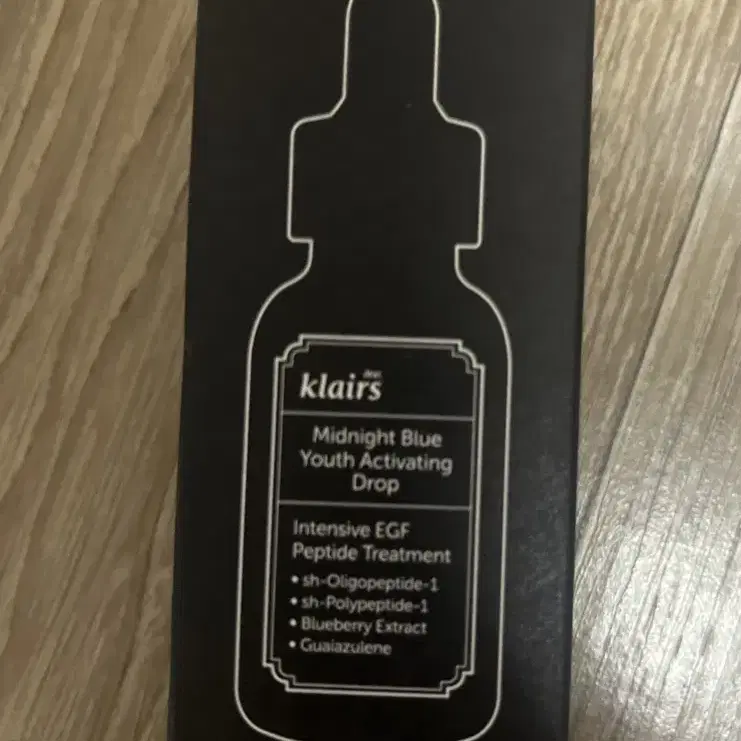 dear,
klairs
Midnight Blue
Youth Activating
Drop
Intensive EGF
Peptide Treatment
• sh-Oligopeptide-1
• sh-Polypeptide-1
• Blueberry Extract
• Guaiazulene